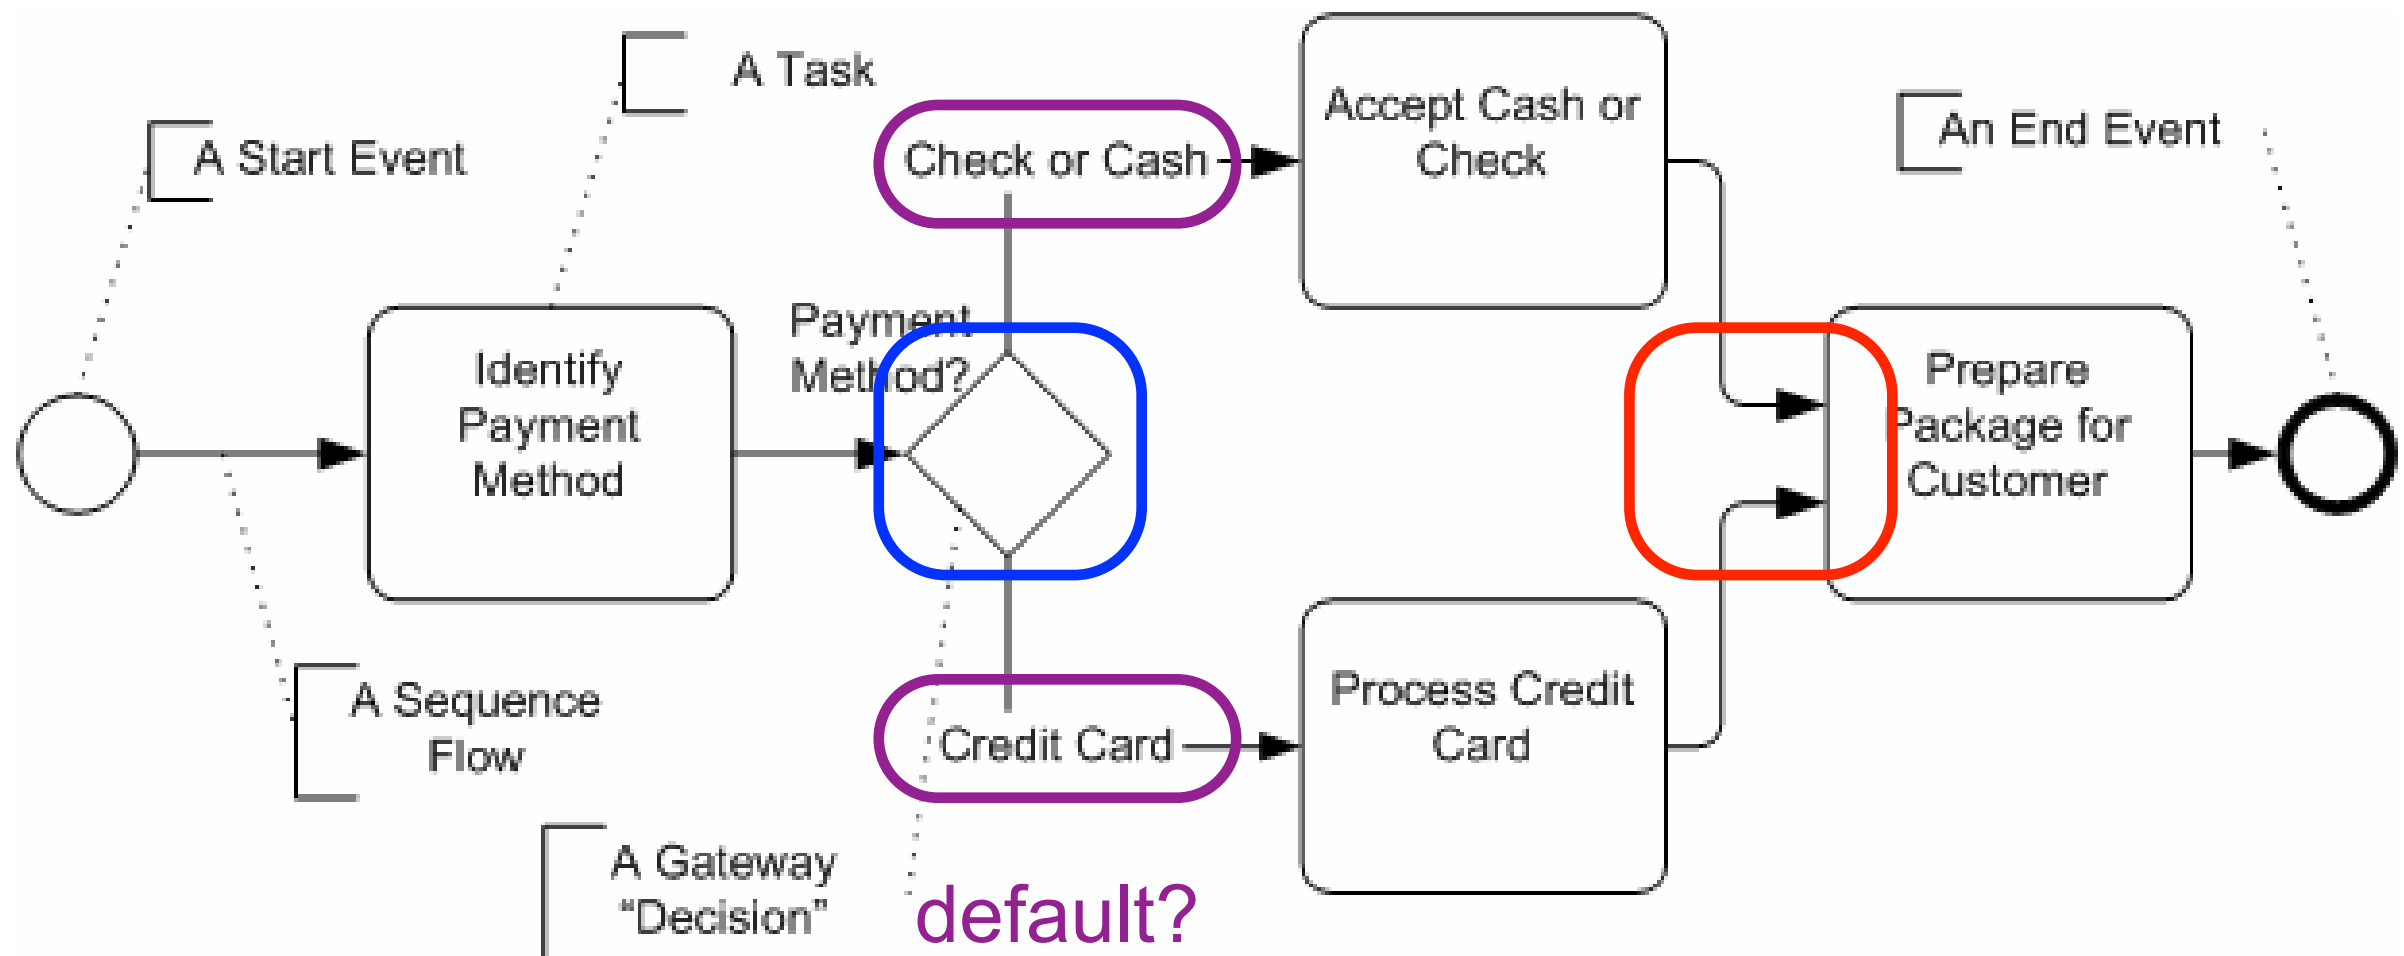 A Start Event
A Task
Check or Cash
Accept Cash or
Check
An End Event
Identify
Payment
Method
Payment
Method?
Prepare
Package for
Customer
A Sequence
Flow
Credit Card
Process Credit
Card
A Gateway
“Decision”
default?